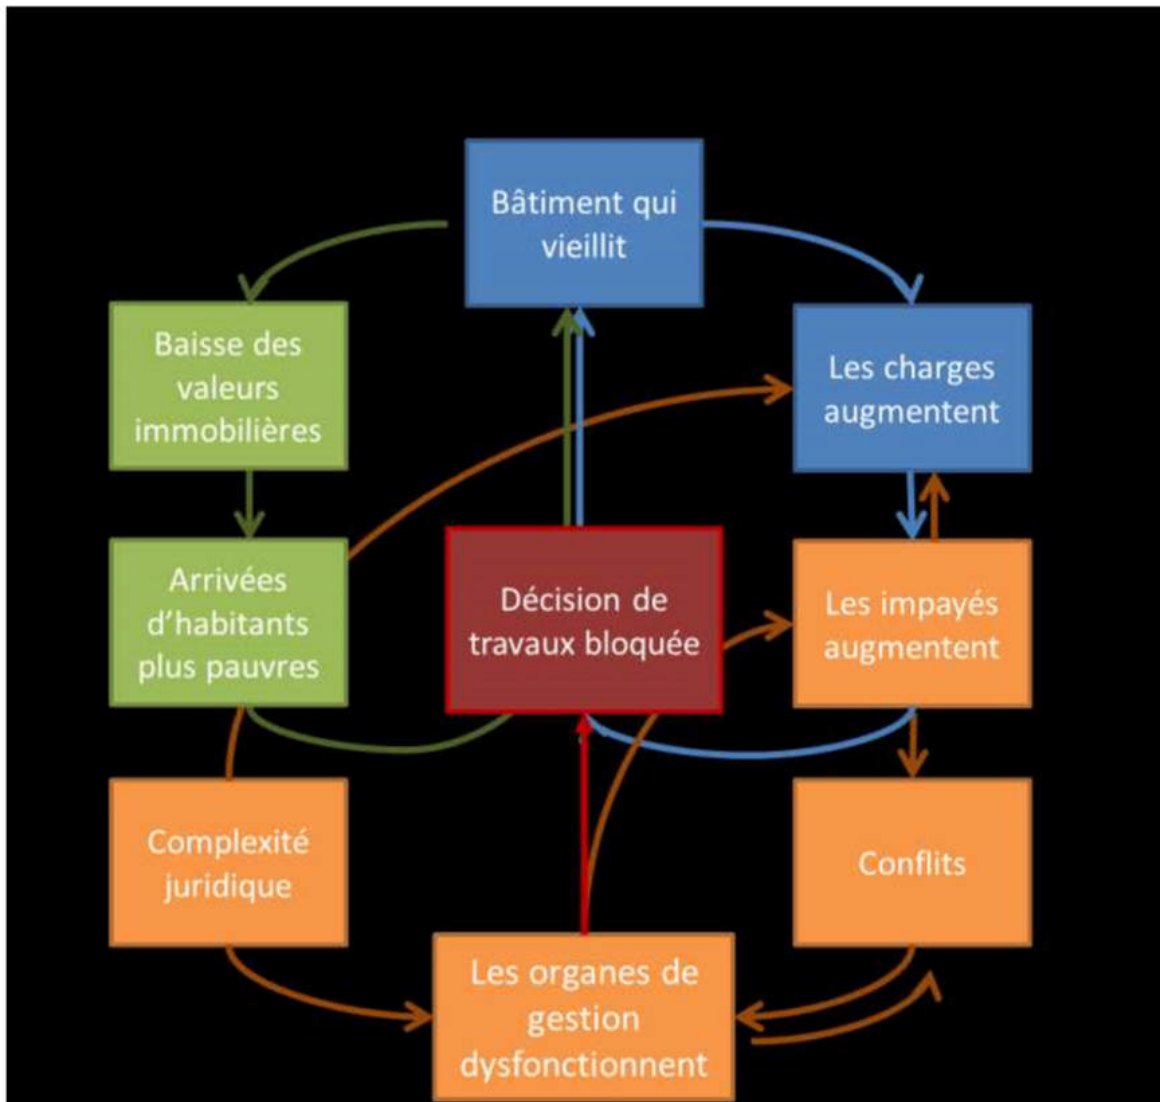 Bâtiment qui
vieillit
Baisse des
valeurs
immobilières
Les charges
augmentent
Arrivées
d'habitants
plus pauvres
Décision de
travaux bloquée
Les impayés
augmentent
Complexité
juridique
Conflits
Les organes de
gestion
dysfonctionnent